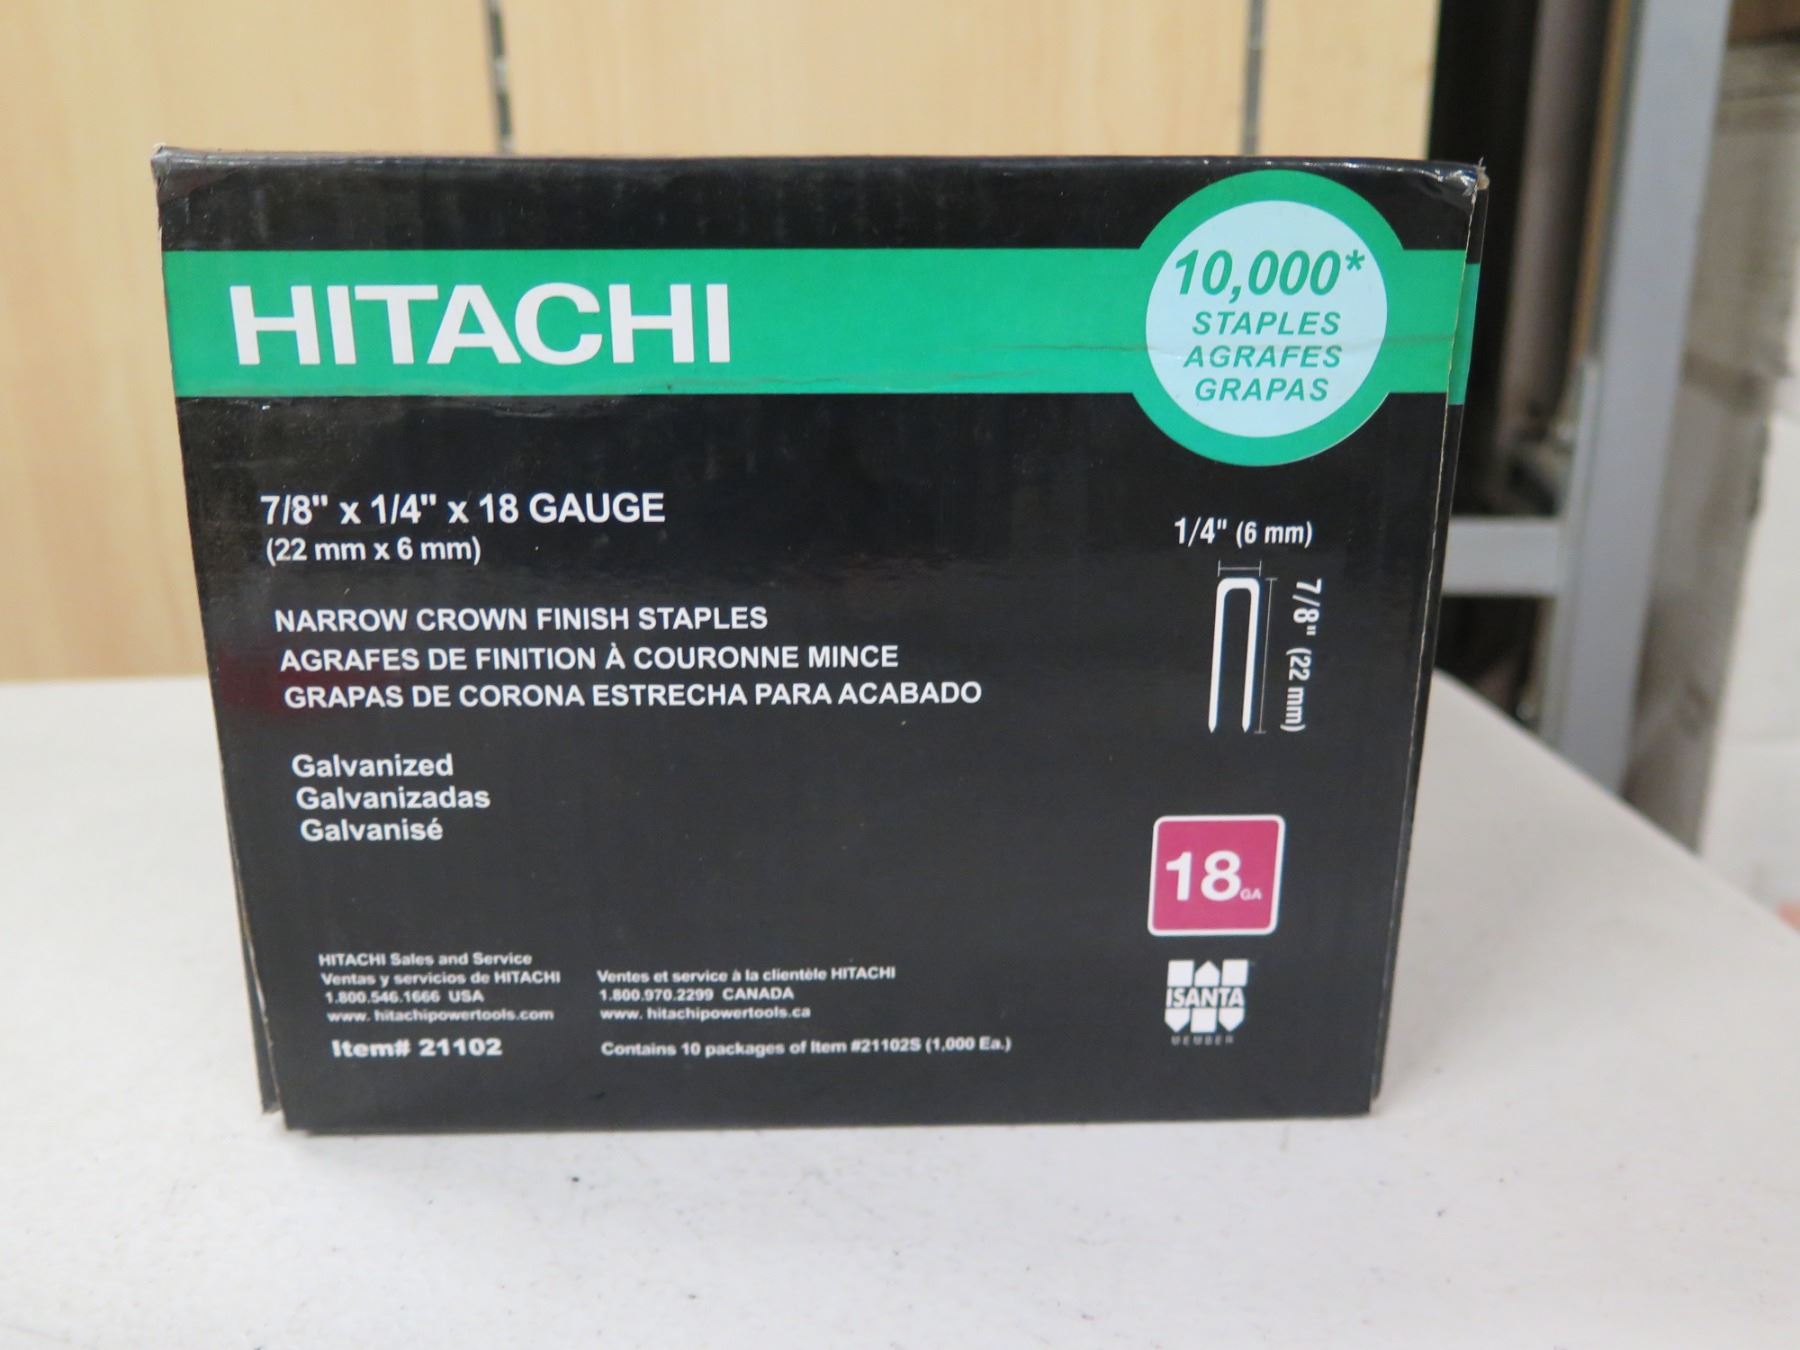 HITACHI
10,000*
STAPLES
AGRAFES
GRAPAS
7/8" x 1/4" x 18 GAUGE
(22 mm x 6 mm)
1/4" (6 mm)
7/8" (22 mm)
NARROW CROWN FINISH STAPLES
AGRAFES DE FINITION À COURONNE MINCE
GRAPAS DE CORONA ESTRECHA PARA ACABADO
Galvanized
Galvanizadas
Galvanisé
18 GA
HITACHI Sales and Service
Ventas y servicios de HITACHI
1.800.546.1666 USA
www. hitachipowertools.com
Item# 21102
Ventes et service à la clientèle HITACHI
1.800.970.2299 CANADA
www. hitachipowertools.ca
Contains 10 packages of Item #21102S (1,000 Ea.)
ISANTA
MEMBER